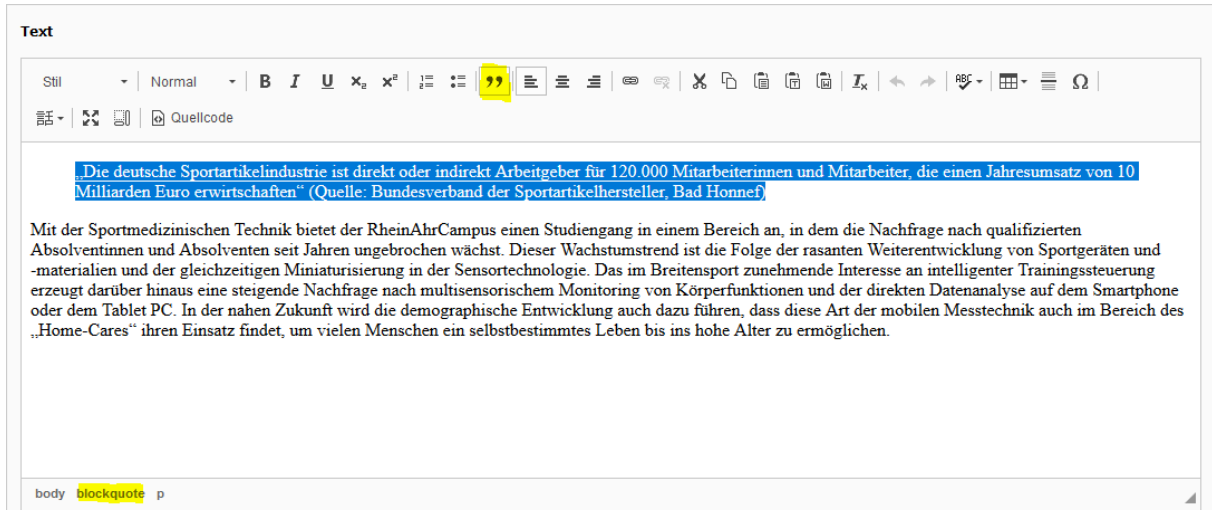 Text
Stil Normal B I U x₂ x² ABC Ω
話 Quellcode
„Die deutsche Sportartikelindustrie ist direkt oder indirekt Arbeitgeber für 120.000 Mitarbeiterinnen und Mitarbeiter, die einen Jahresumsatz von 10
Milliarden Euro erwirtschaften“ (Quelle: Bundesverband der Sportartikelhersteller, Bad Honnef)
Mit der Sportmedizinischen Technik bietet der RheinAhrCampus einen Studiengang in einem Bereich an, in dem die Nachfrage nach qualifizierten
Absolventinnen und Absolventen seit Jahren ungebrochen wächst. Dieser Wachstumstrend ist die Folge der rasanten Weiterentwicklung von Sportgeräten und
-materialien und der gleichzeitigen Miniaturisierung in der Sensortechnologie. Das im Breitensport zunehmende Interesse an intelligenter Trainingssteuerung
erzeugt darüber hinaus eine steigende Nachfrage nach multisensorischem Monitoring von Körperfunktionen und der direkten Datenanalyse auf dem Smartphone
oder dem Tablet PC. In der nahen Zukunft wird die demographische Entwicklung auch dazu führen, dass diese Art der mobilen Messtechnik auch im Bereich des
„Home-Cares“ ihren Einsatz findet, um vielen Menschen ein selbstbestimmtes Leben bis ins hohe Alter zu ermöglichen.
body blockquote p